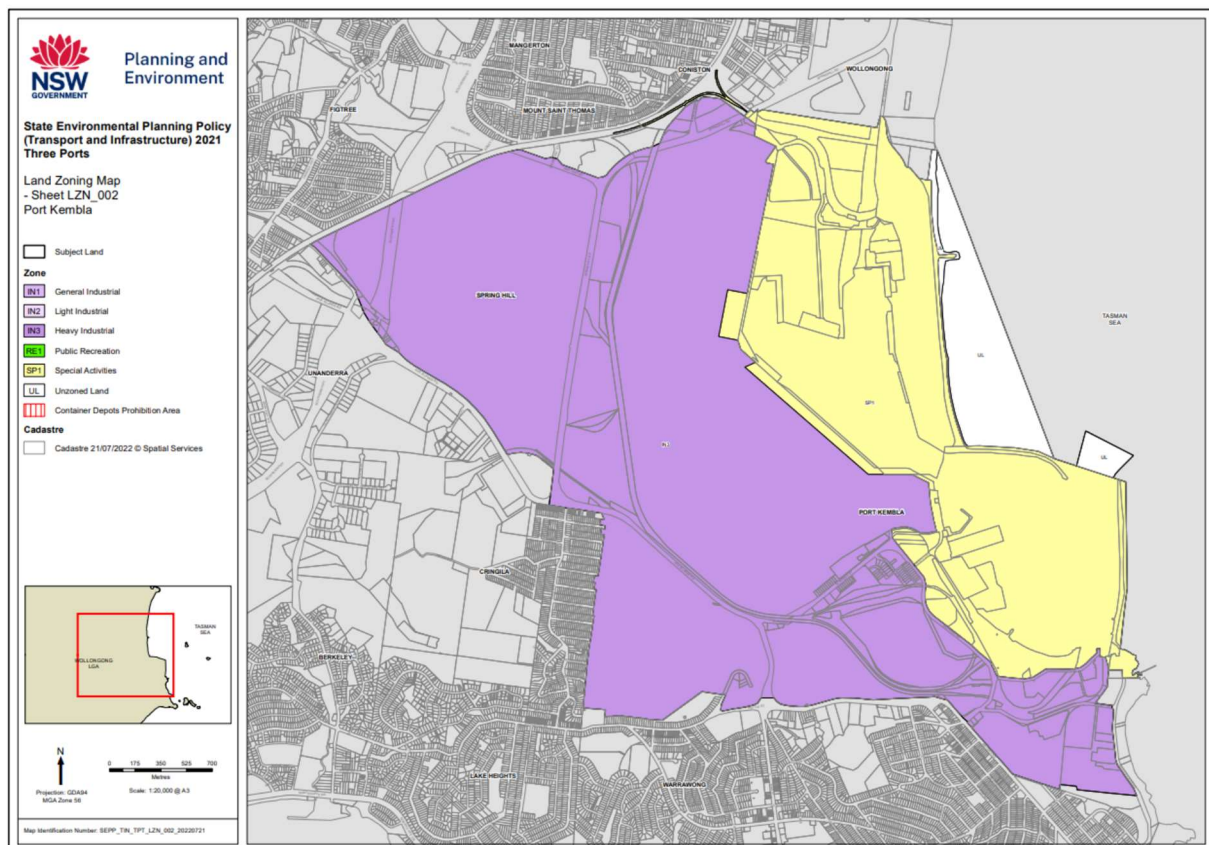 NSW
GOVERNMENT
Planning and
Environment
State Environmental Planning Policy
(Transport and Infrastructure) 2021
Three Ports
Land Zoning Map
- Sheet LZN_002
Port Kembla
Subject Land
Zone
IN1 General Industrial
IN2 Light Industrial
IN3 Heavy Industrial
RE1 Public Recreation
SP1 Special Activities
UL Unzoned Land
Container Depots Prohibition Area
Cadastre
Cadastre 21/07/2022 © Spatial Services
TASMAN
SEA
WOLLONGONG
LGA
N
0 175 350 525 700
Metres
Projection: GDA94
MGA Zone 56
Scale: 1:20,000 @ A3
Map Identification Number: SEPP_TIN_TPT_LZN_002_20220721
MANGERTON
CONISTON
WOLLONGONG
FIGTREE
MOUNT SAINT THOMAS
SPRING HILL
TASMAN
SEA
UL
UNANDERRA
SP1
UL
PORT KEMBLA
CRINGILA
BERKELEY
LAKE HEIGHTS
WARRAWONG